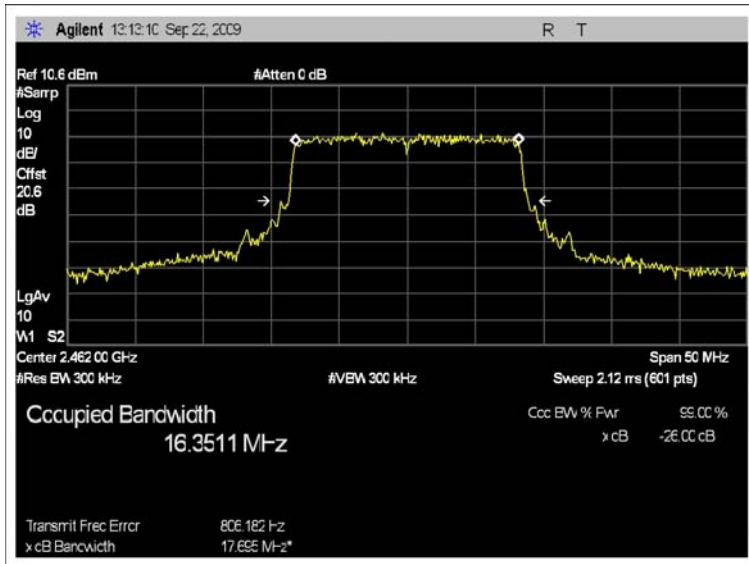 Agilent 13:13:10 Sep 22, 2009 R T
Ref 10.6 dBm #Atten 0 dB
#Samp
Log
10
dB/
Offst
20.6
dB
LgAv
10
W1 S2
Center 2.462 00 GHz Span 50 MHz
#Res BW 300 kHz #VBW 300 kHz Sweep 2.12 ms (601 pts)
Occupied Bandwidth Occ BW % Pwr 99.00 %
16.3511 MHz x dB -26.00 dB
Transmit Freq Error 806.182 Hz
x dB Bandwidth 17.695 MHz*